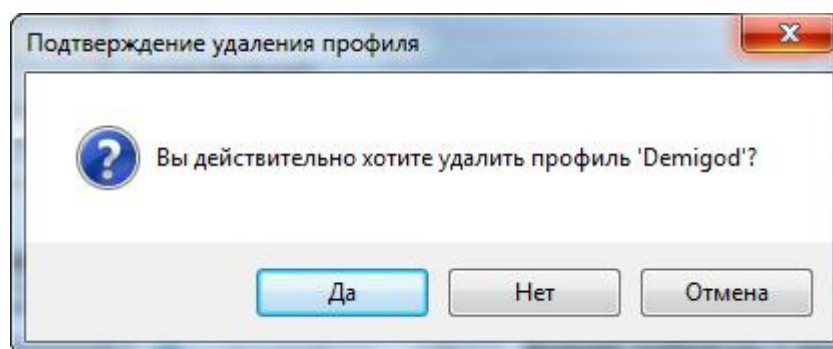 Подтверждение удаления профиля
Вы действительно хотите удалить профиль 'Demigod'?
Да Нет Отмена